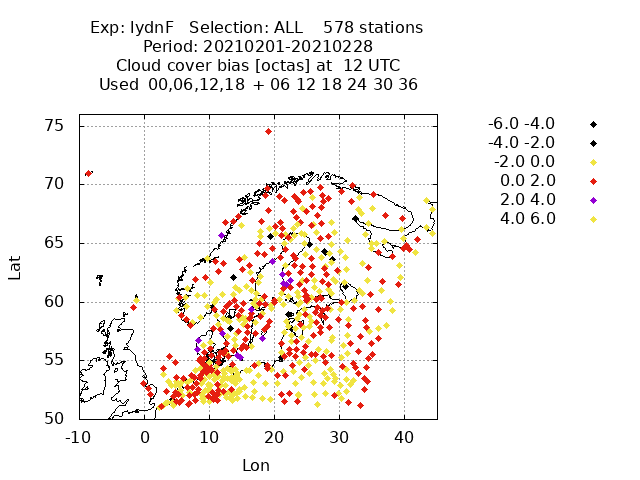 Exp: lydnF   Selection: ALL    578 stations
Period: 20210201-20210228
Cloud cover bias [octas] at  12 UTC
Used  00,06,12,18  + 06 12 18 24 30 36
75
70
65
60
55
50
-10 0 10 20 30 40
Lat
Lon
-6.0 -4.0
-4.0 -2.0
-2.0 0.0
0.0 2.0
2.0 4.0
4.0 6.0